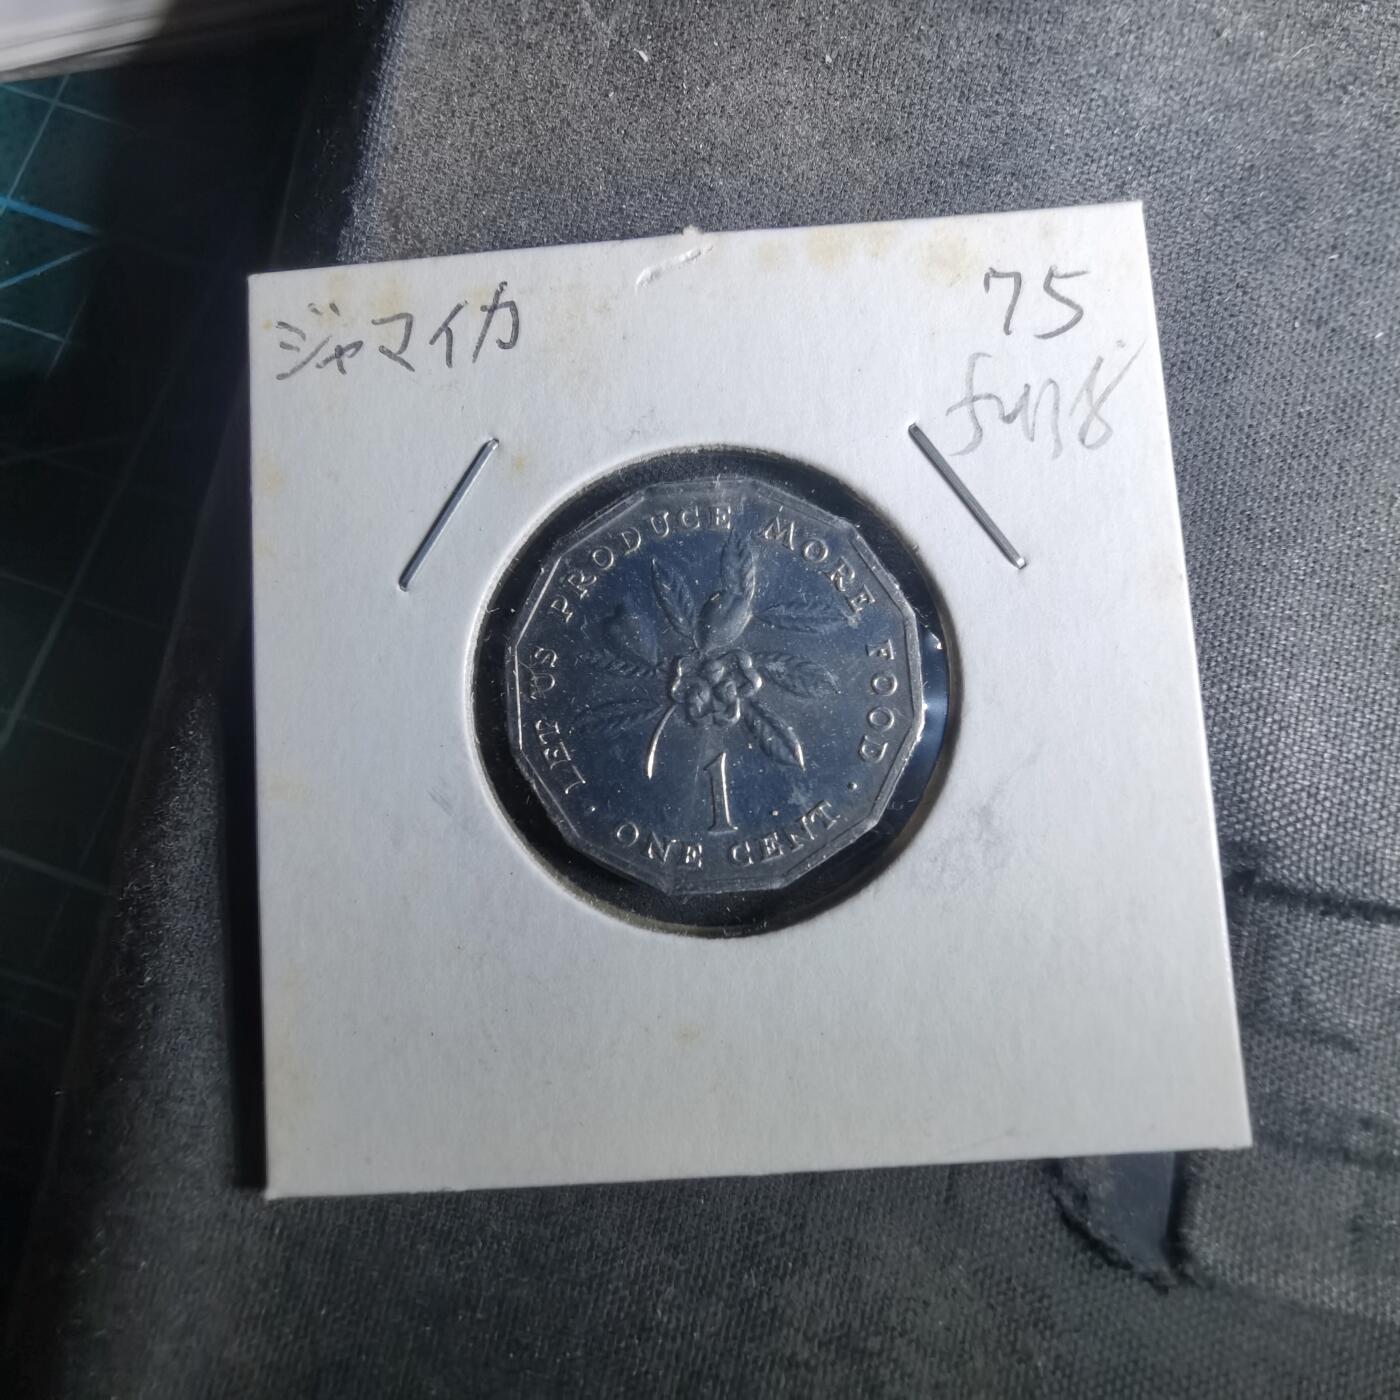 ジャマイカ
75
LET US PRODUCE MORE FOOD
1
ONE CENT